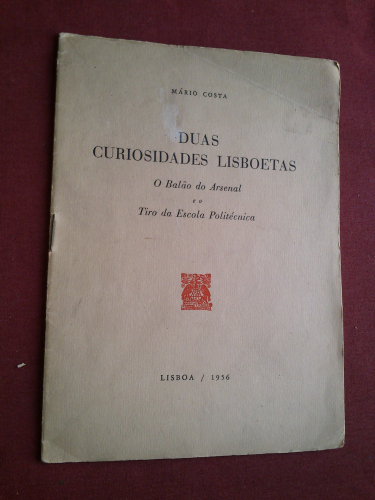 MÁRIO COSTA
DUAS
CURIOSIDADES LISBOETAS
O Balão do Arsenal
e o
Tiro da Escola Politécnica
LISBOA / 1956